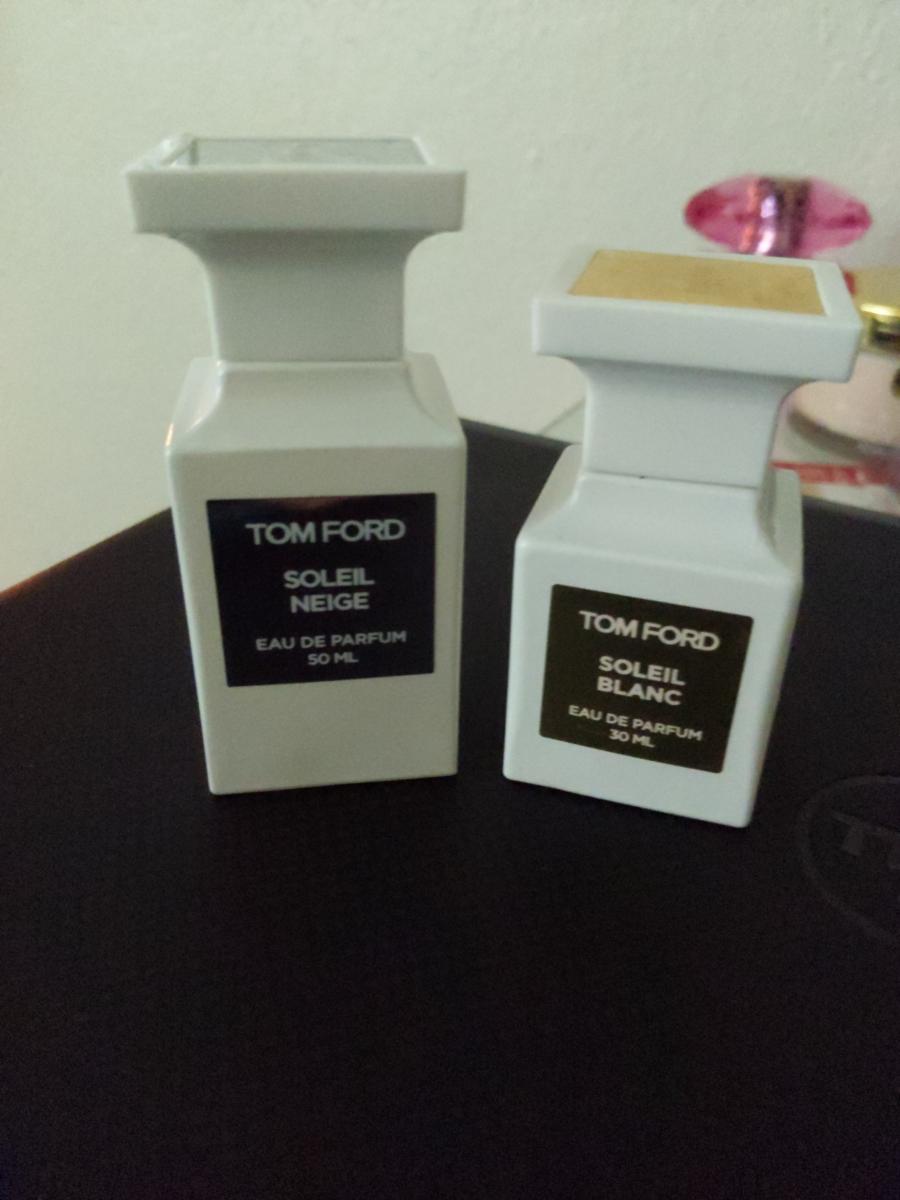 TOM FORD
SOLEIL
NEIGE
EAU DE PARFUM
50 ML
TOM FORD
SOLEIL
BLANC
EAU DE PARFUM
30 ML